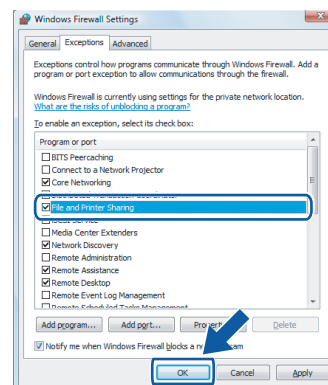 Windows Firewall Settings
General Exceptions Advanced
Exceptions control how programs communicate through Windows Firewall. Add a
program or port exception to allow communications through the firewall.
Windows Firewall is currently using settings for the private network location.
What are the risks of unblocking a program?
To enable an exception, select its check box:
Program or port
BITS Peercaching
Connect to a Network Projector
Core Networking
File and Printer Sharing
Media Center Extenders
Network Discovery
Remote Administration
Remote Assistance
Remote Desktop
Remote Event Log Management
Remote Scheduled Tasks Management
Add program... Add port... Delete
Notify me when Windows Firewall blocks a
OK Cancel Apply